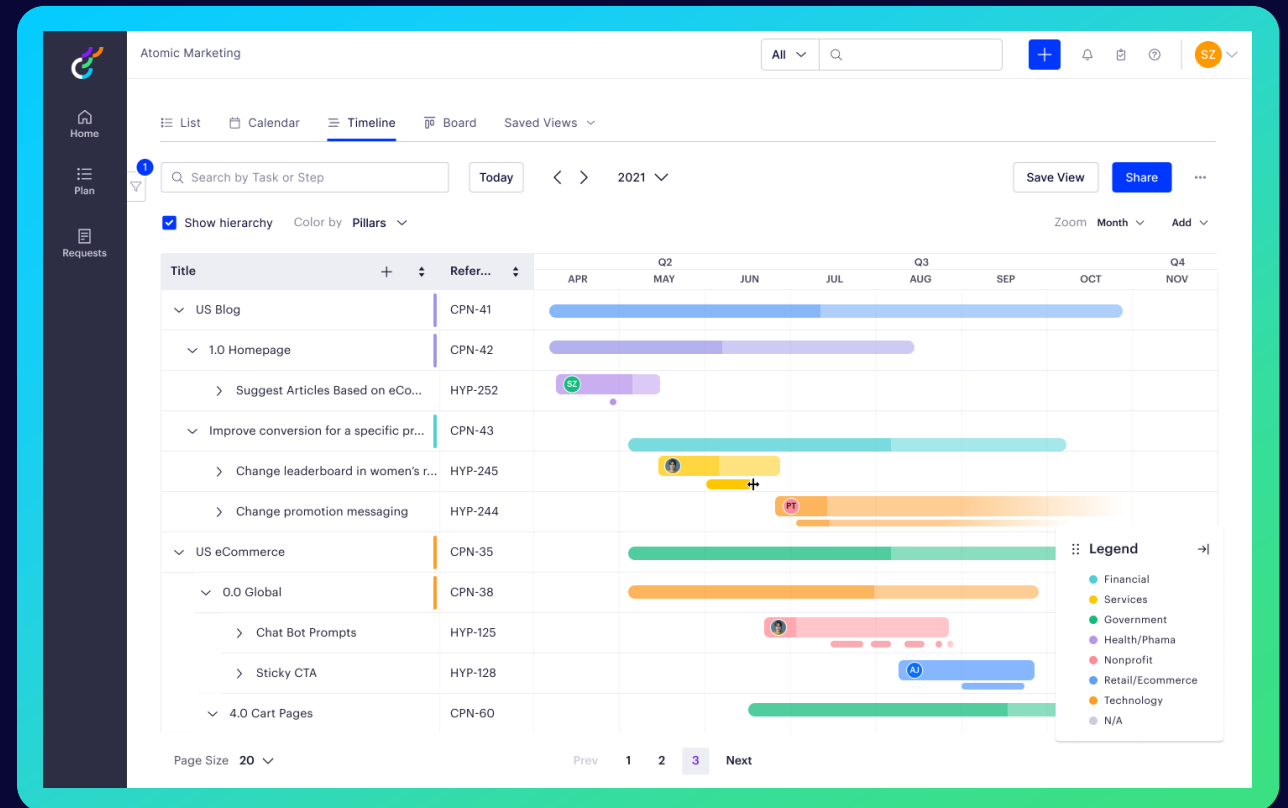 Atomic Marketing
All
SZ
Home
Plan
Requests
List Calendar Timeline Board Saved Views
1
Search by Task or Step Today 2021 Save View Share
Show hierarchy Color by Pillars Zoom Month Add
Title Refer... Q2 Q3 Q4
APR MAY JUN JUL AUG SEP OCT NOV
US Blog CPN-41
1.0 Homepage CPN-42
Suggest Articles Based on eCo... HYP-252 SZ
Improve conversion for a specific pr... CPN-43
Change leaderboard in women’s r... HYP-245
Change promotion messaging HYP-244 PT
US eCommerce CPN-35
0.0 Global CPN-38
Chat Bot Prompts HYP-125
Sticky CTA HYP-128 AJ
4.0 Cart Pages CPN-60
Legend
Financial
Services
Government
Health/Phama
Nonprofit
Retail/Ecommerce
Technology
N/A
Page Size 20 Prev 1 2 3 Next